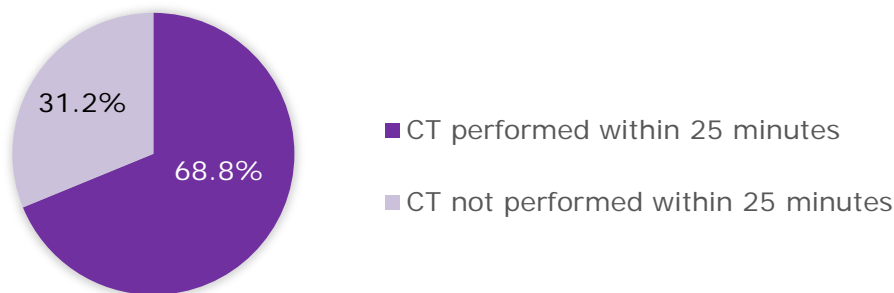 31.2%
68.8%
CT performed within 25 minutes
CT not performed within 25 minutes